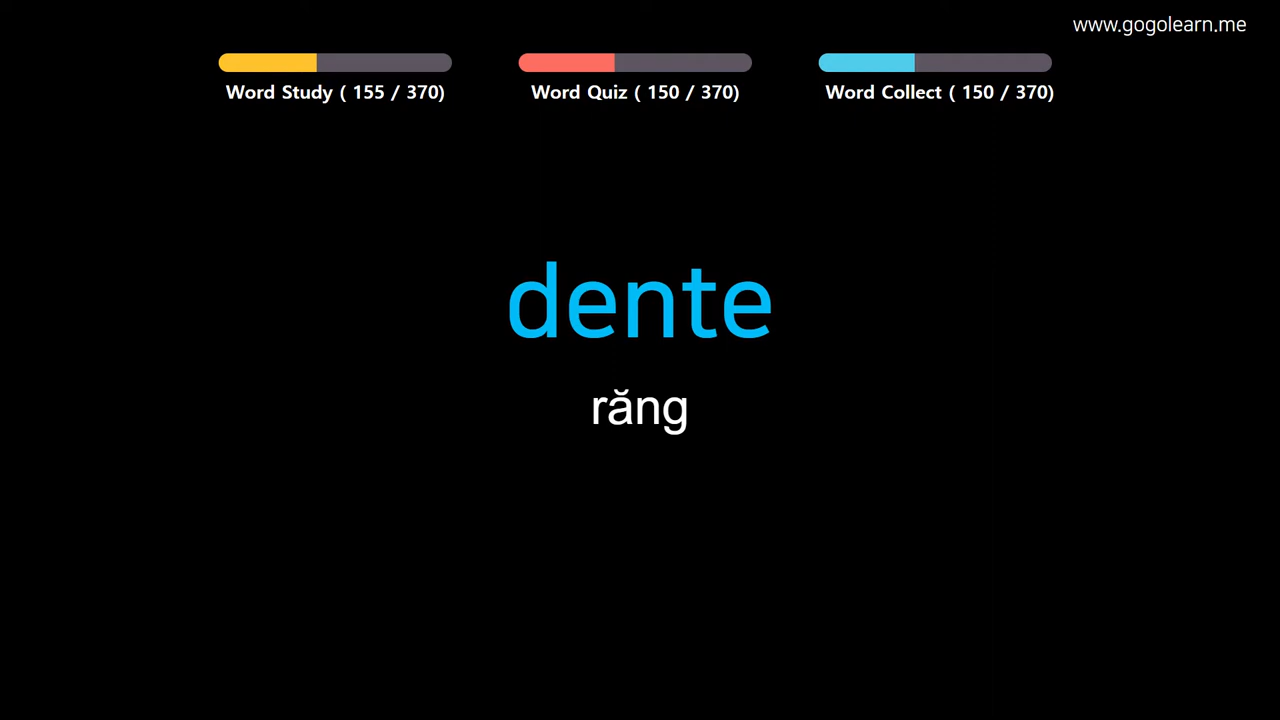 www.gogolearn.me
Word Study ( 155 / 370)
Word Quiz ( 150 / 370)
Word Collect ( 150 / 370)
dente
răng